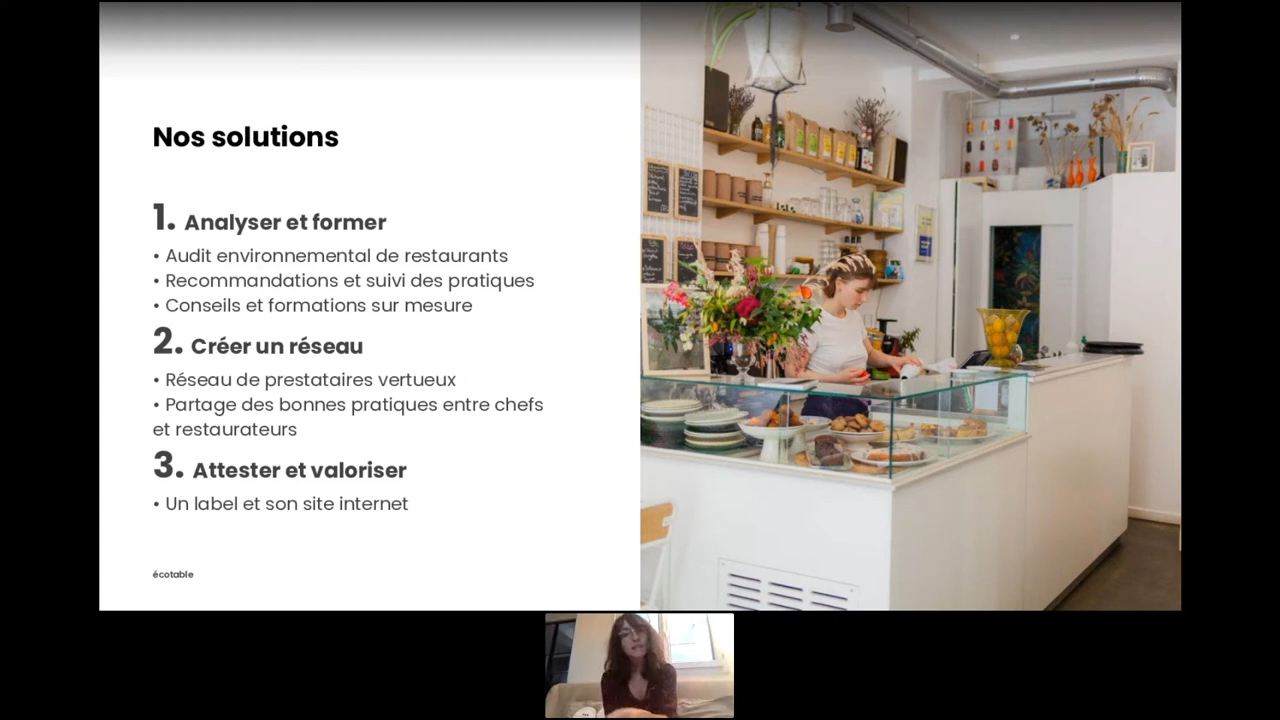 Nos solutions
1. Analyser et former
• Audit environnemental de restaurants
• Recommandations et suivi des pratiques
• Conseils et formations sur mesure
2. Créer un réseau
• Réseau de prestataires vertueux
• Partage des bonnes pratiques entre chefs
et restaurateurs
3. Attester et valoriser
• Un label et son site internet
écotable